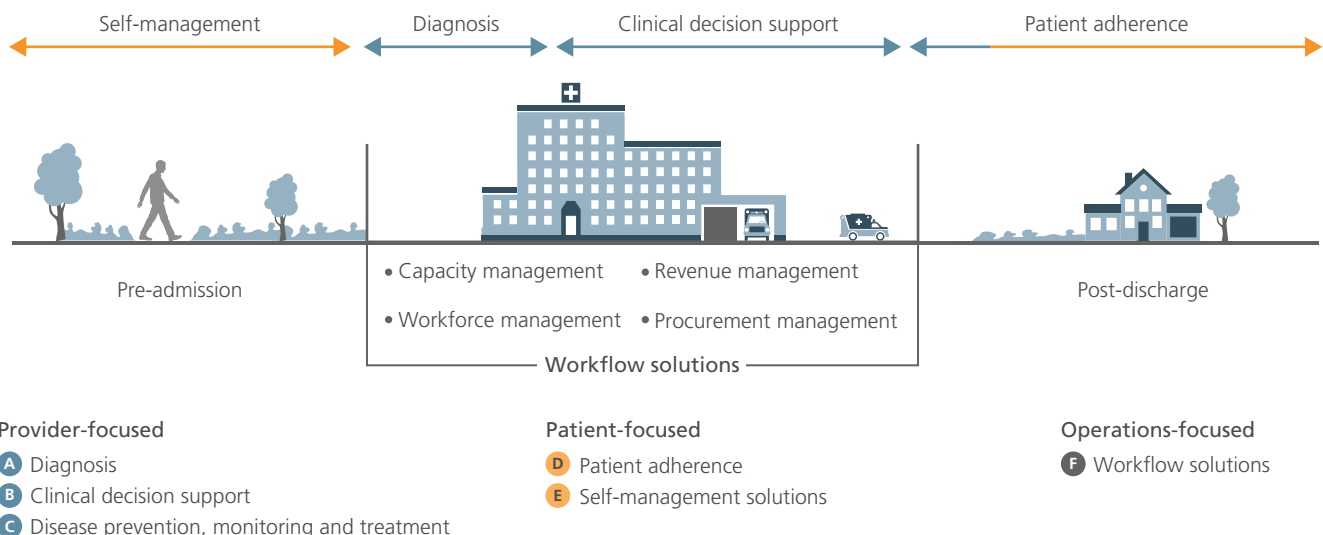 Self-management
Diagnosis
Clinical decision support
Patient adherence
Pre-admission
• Capacity management
• Revenue management
Post-discharge
• Workforce management
• Procurement management
Workflow solutions
Provider-focused
A Diagnosis
B Clinical decision support
C Disease prevention, monitoring and treatment
Patient-focused
D Patient adherence
E Self-management solutions
Operations-focused
F Workflow solutions